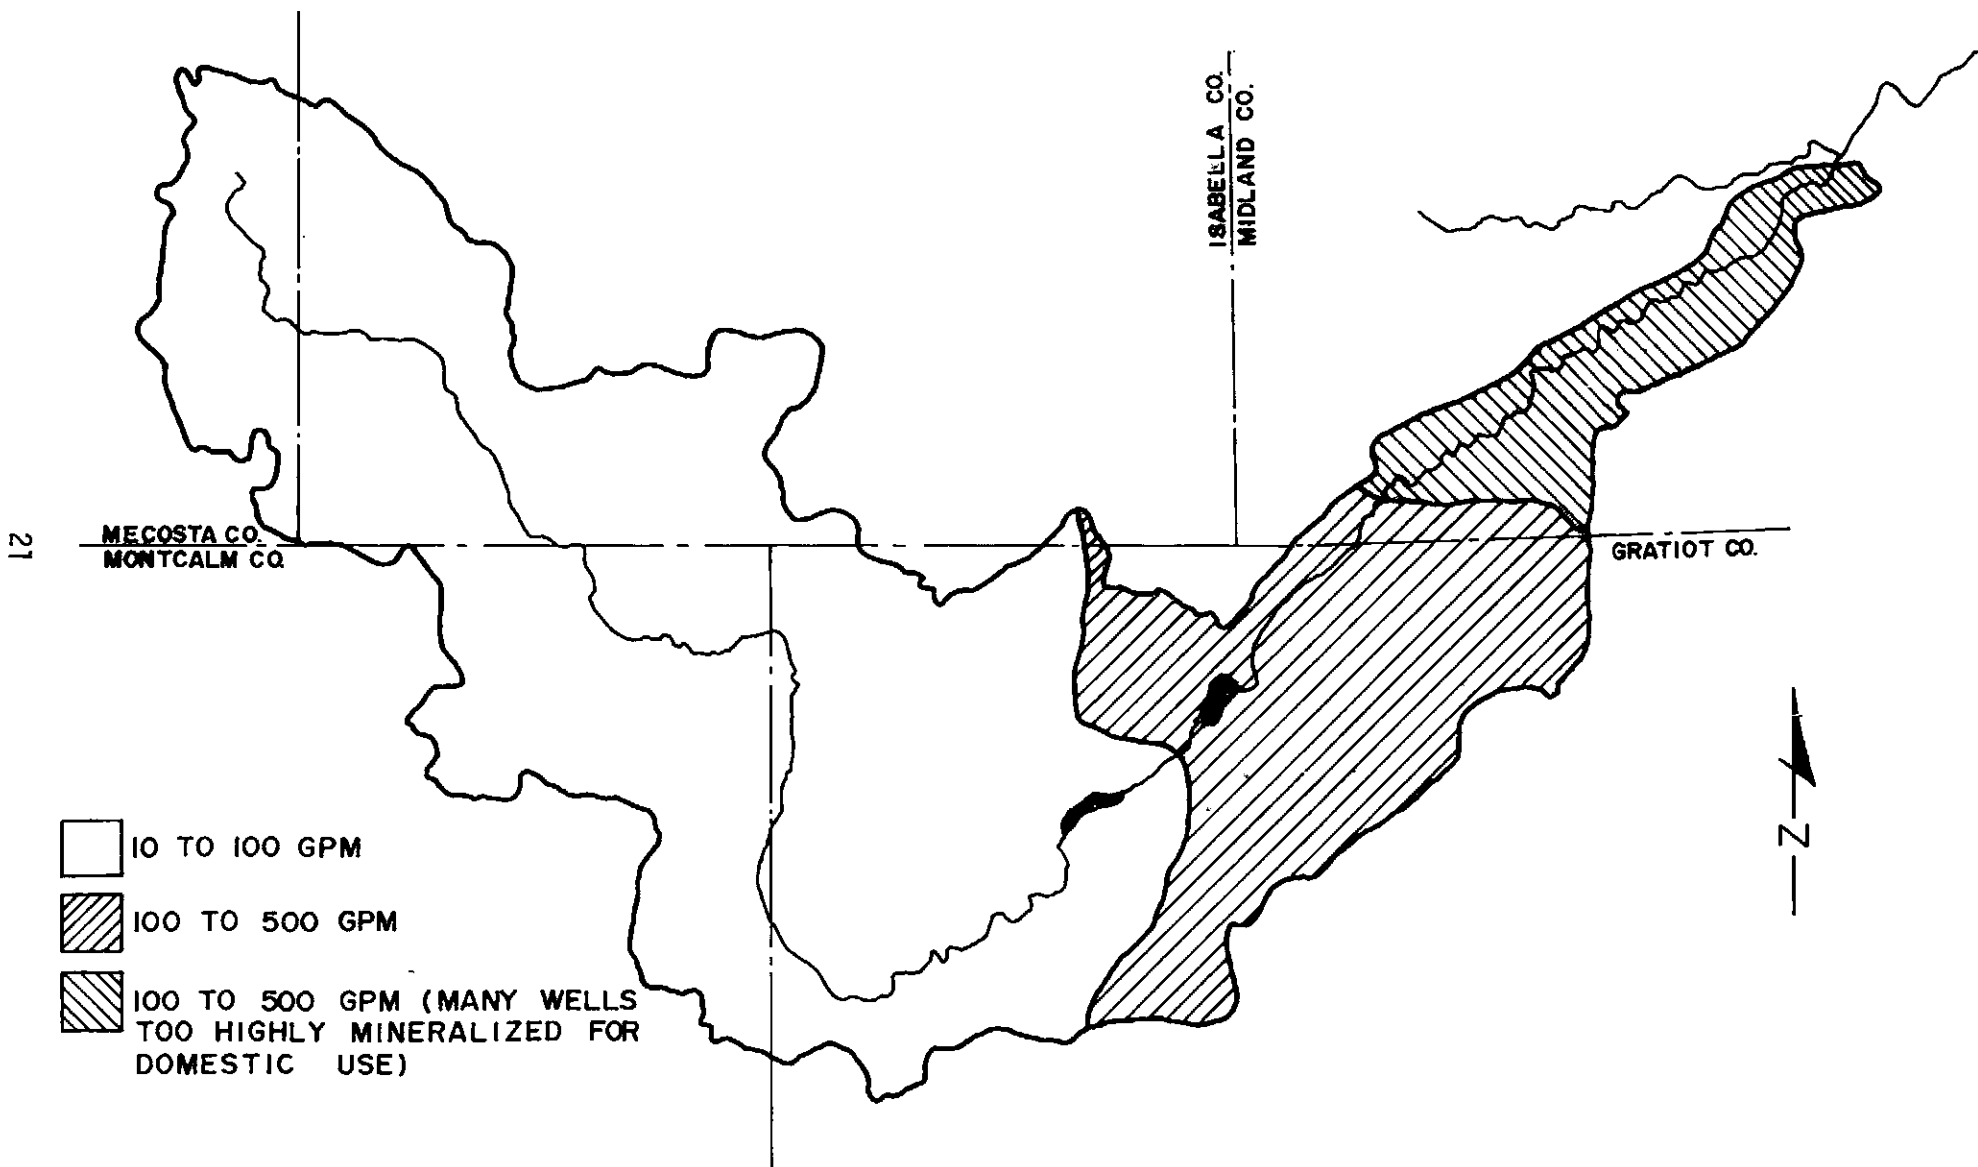 ISABELLA CO.
MIDLAND CO.
MECOSTA CO.
MONTCALM CO.
GRATIOT CO.
21
10 TO 100 GPM
100 TO 500 GPM
100 TO 500 GPM (MANY WELLS
TOO HIGHLY MINERALIZED FOR
DOMESTIC USE)
N